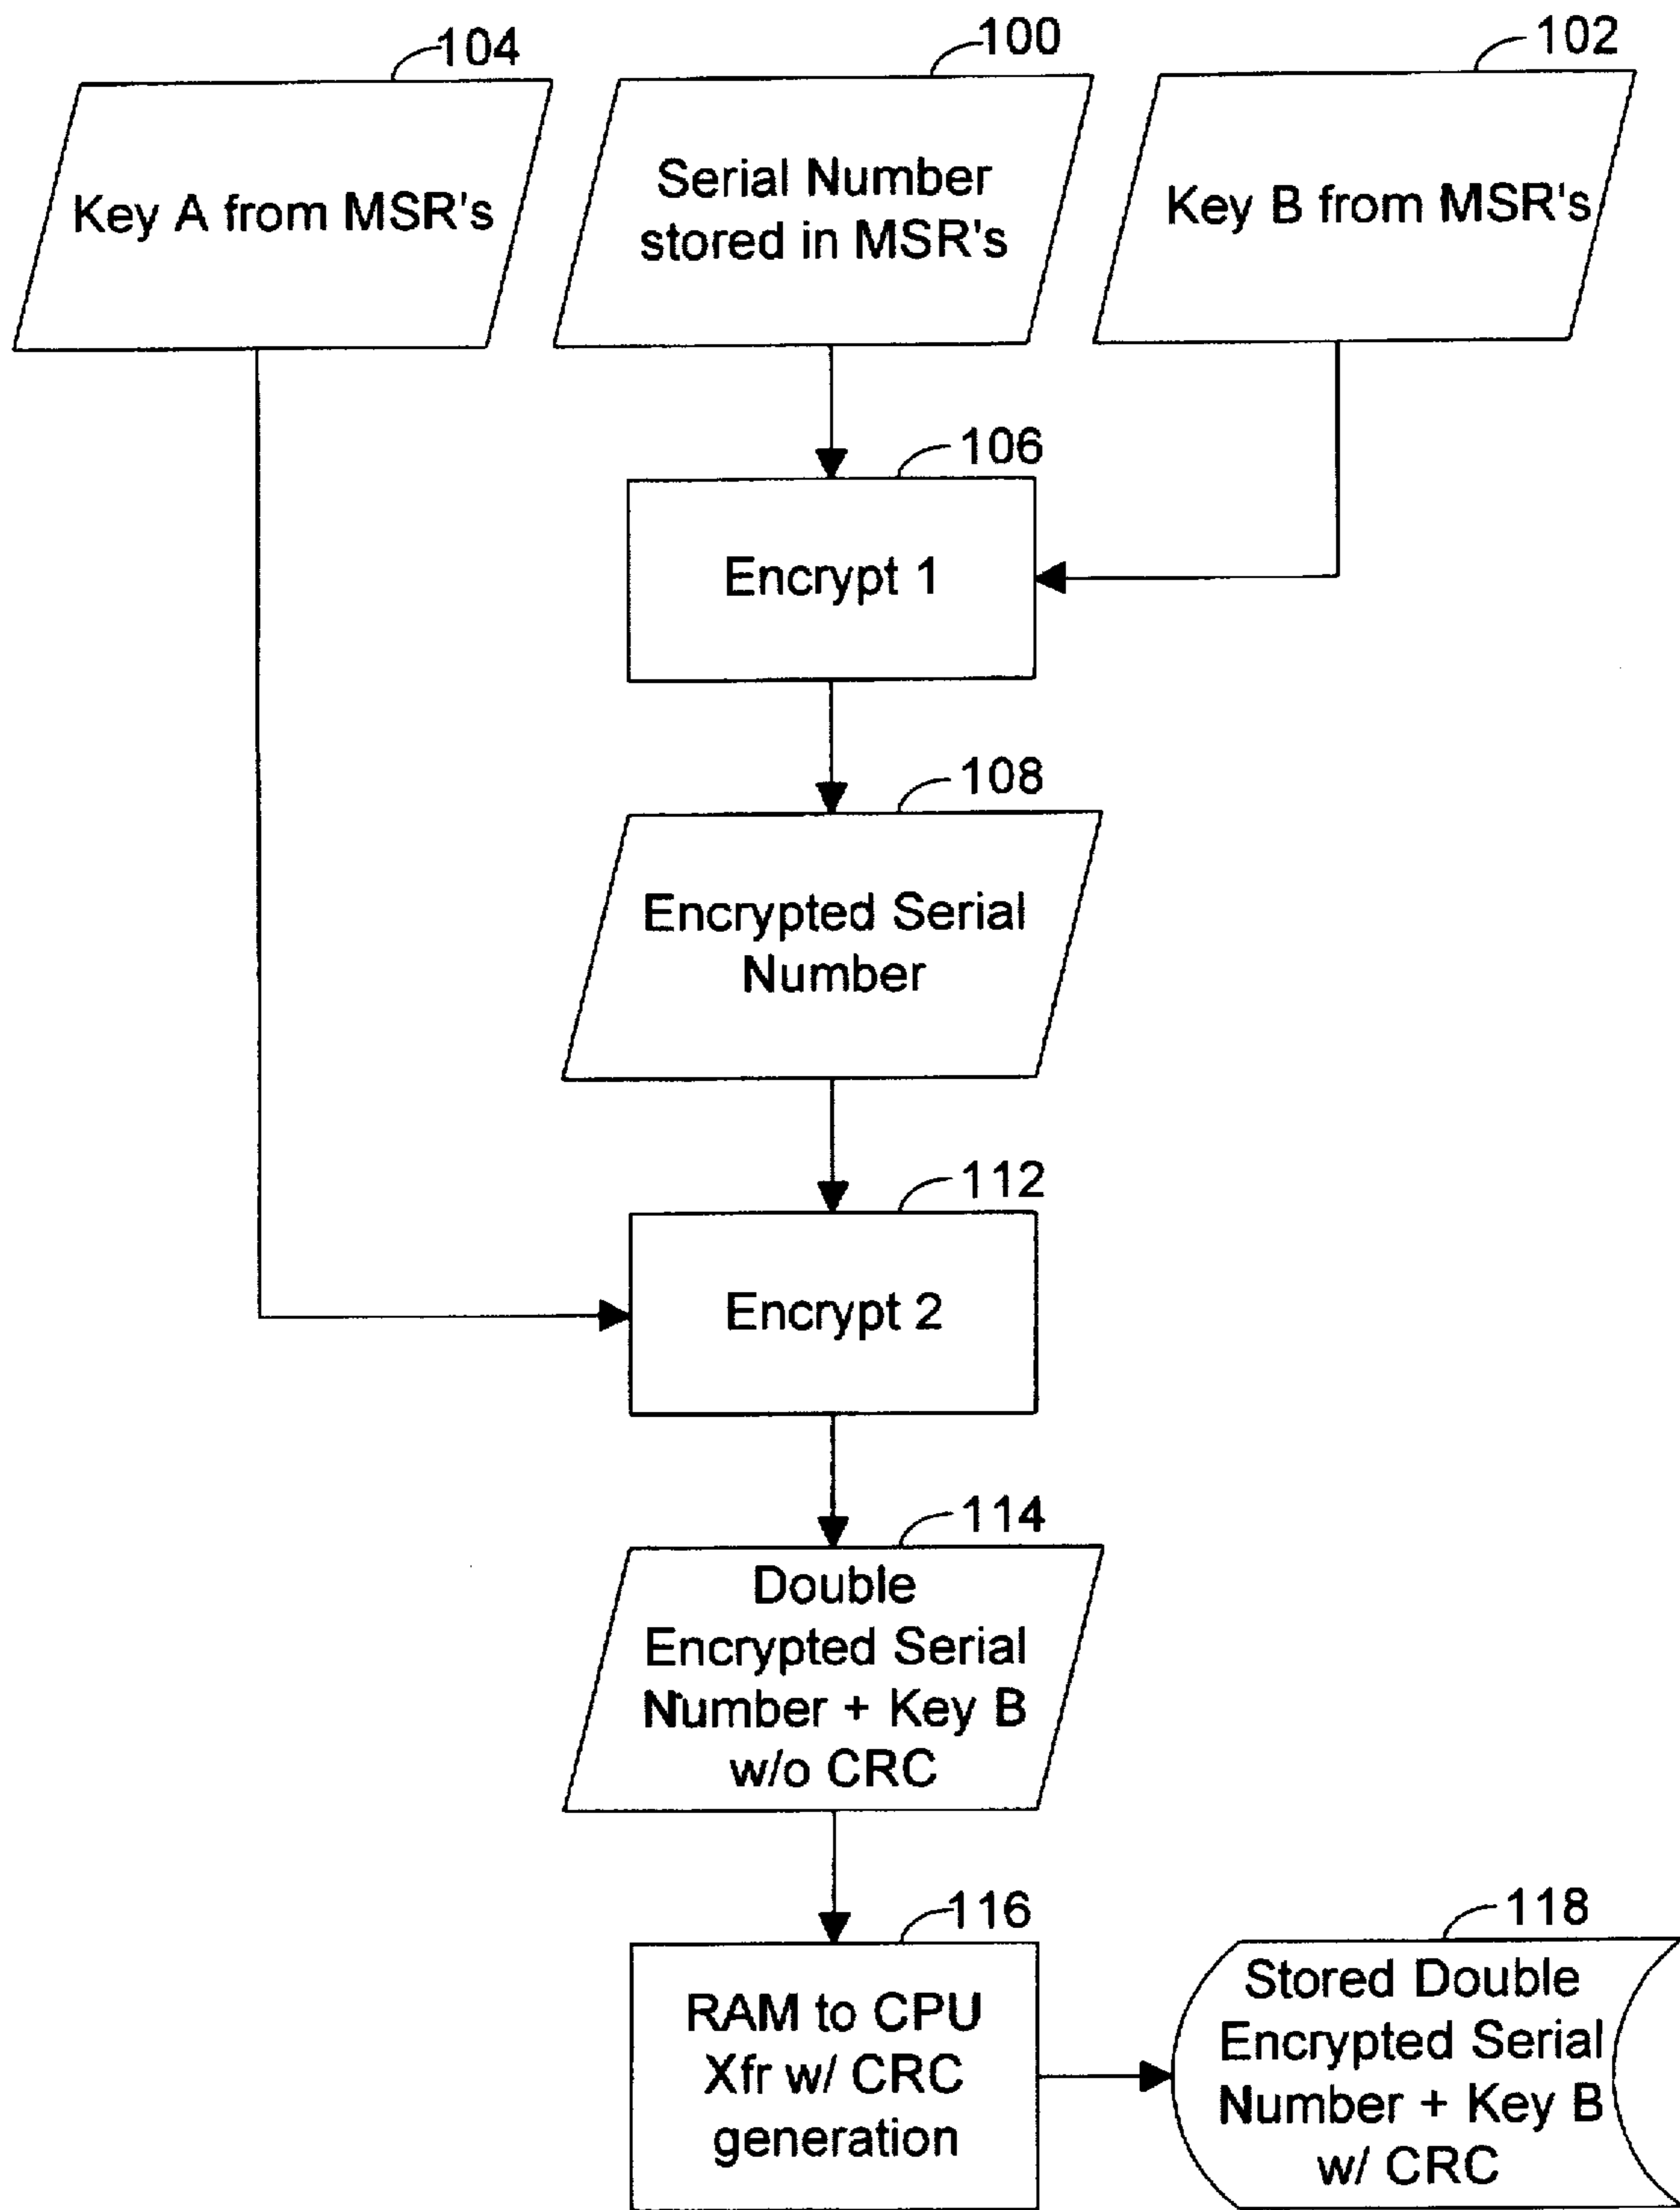 104
100
102
Key A from MSR's
Serial Number
stored in MSR's
Key B from MSR's
106
Encrypt 1
108
Encrypted Serial
Number
112
Encrypt 2
114
Double
Encrypted Serial
Number + Key B
w/o CRC
116
RAM to CPU
Xfr w/ CRC
generation
118
Stored Double
Encrypted Serial
Number + Key B
w/ CRC